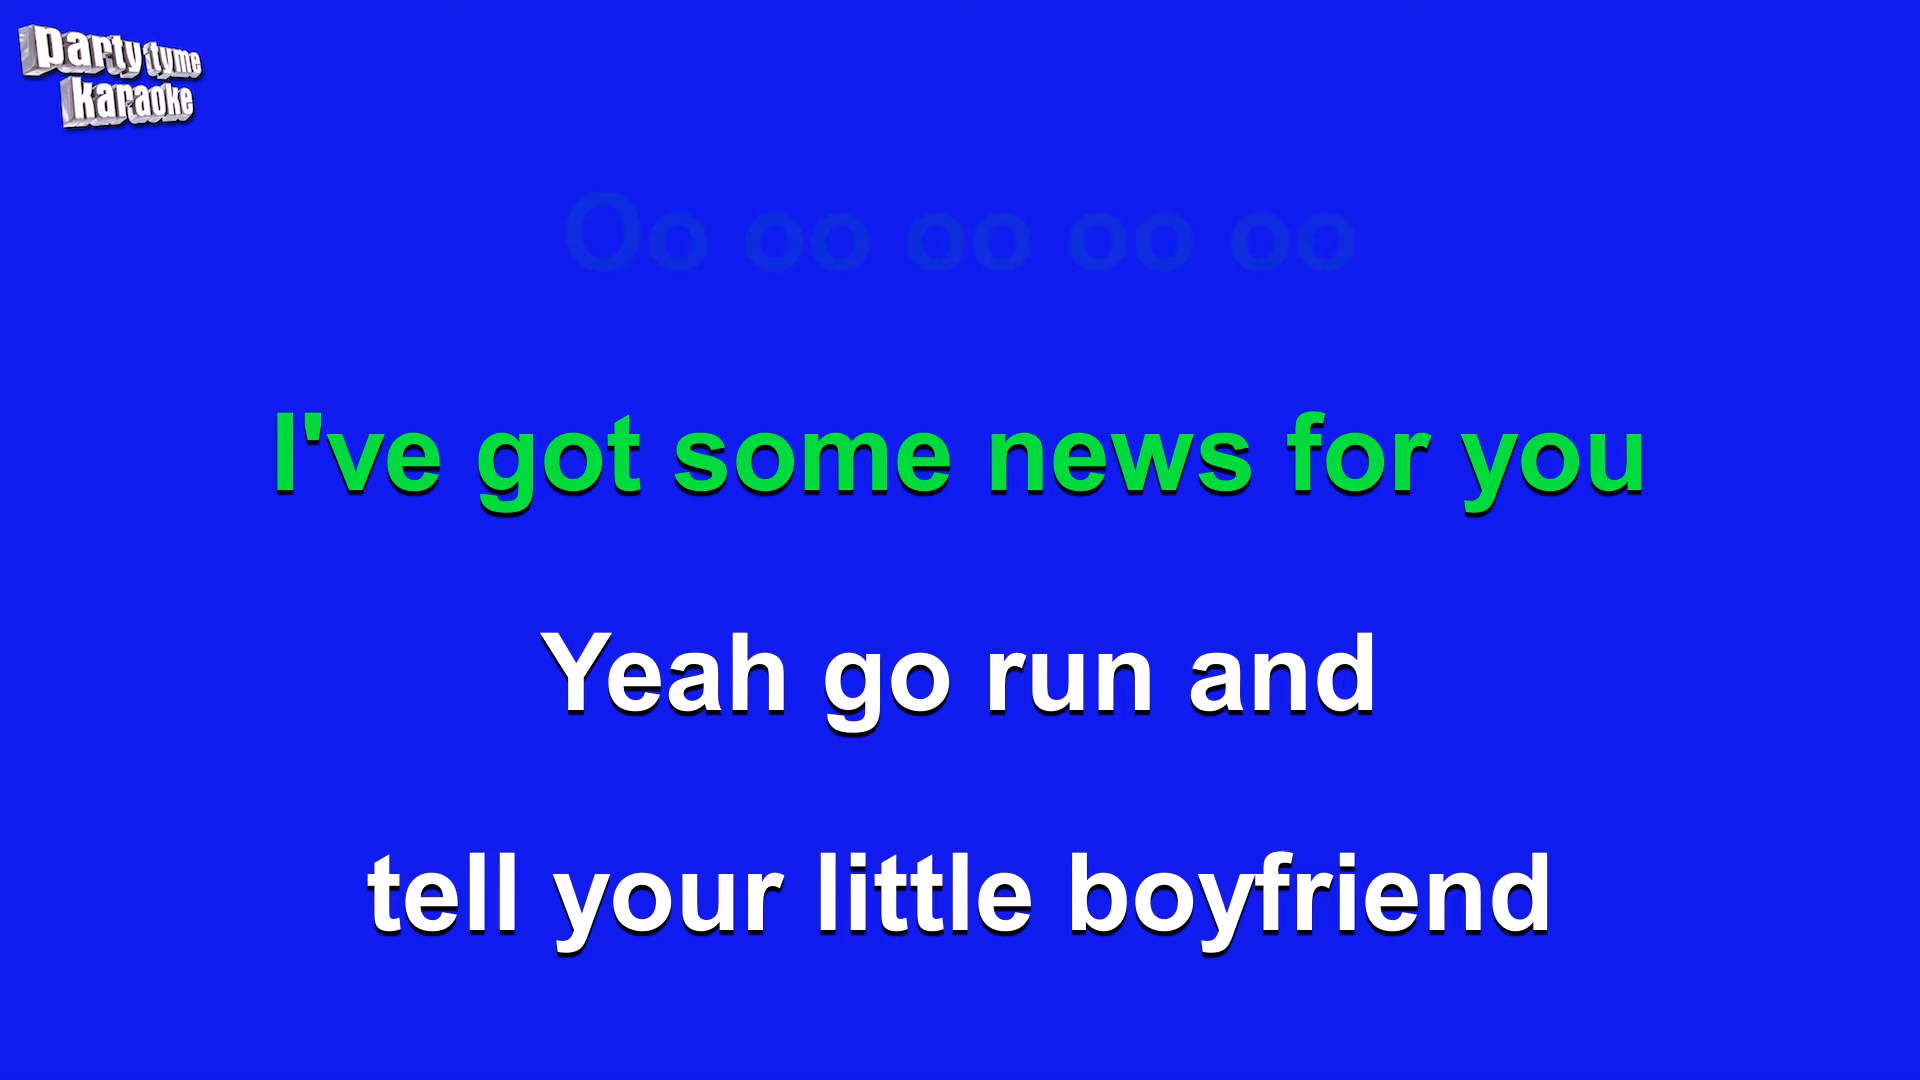 party tyme
karaoke
Oo oo oo oo oo
I've got some news for you
Yeah go run and
tell your little boyfriend